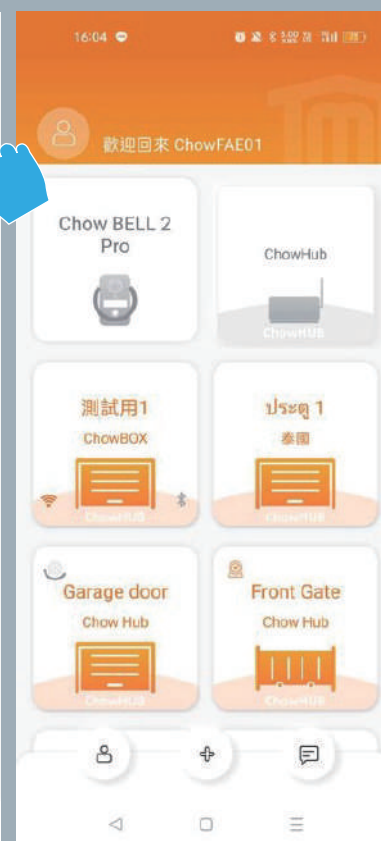 16:04
歡迎回來 ChowFAE01
Chow BELL 2
Pro
ChowHub
ChowHUB
測試用1
ChowBOX
ChowHUB
ประตู 1
泰國
ChowHUB
Garage door
Chow Hub
ChowHUB
Front Gate
Chow Hub
ChowHUB